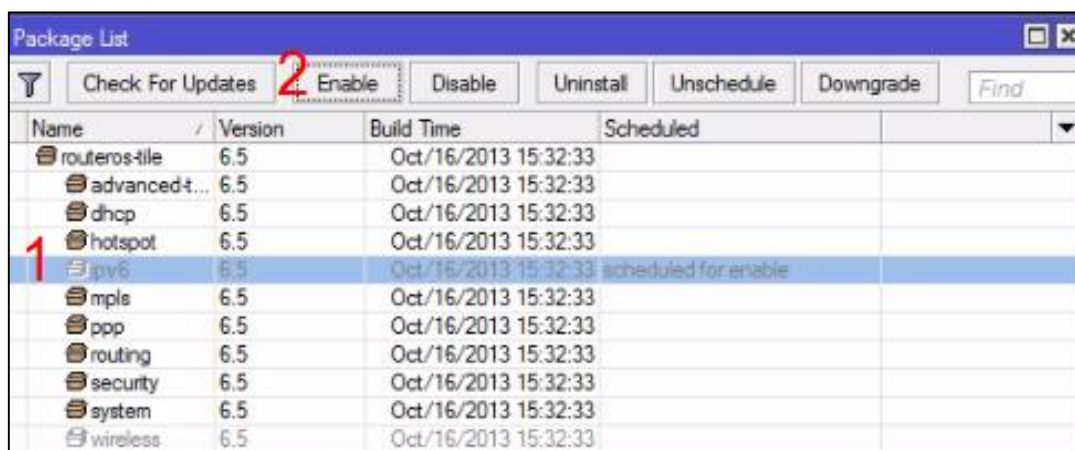 Package List
2
Check For Updates Enable Disable Uninstall Unschedule Downgrade Find
Name / Version Build Time Scheduled
routeros-tile 6.5 Oct/16/2013 15:32:33
advanced-t... 6.5 Oct/16/2013 15:32:33
dhcp 6.5 Oct/16/2013 15:32:33
hotspot 6.5 Oct/16/2013 15:32:33
1 ipv6 6.5 Oct/16/2013 15:32:33 scheduled for enable
mpls 6.5 Oct/16/2013 15:32:33
ppp 6.5 Oct/16/2013 15:32:33
routing 6.5 Oct/16/2013 15:32:33
security 6.5 Oct/16/2013 15:32:33
system 6.5 Oct/16/2013 15:32:33
wireless 6.5 Oct/16/2013 15:32:33